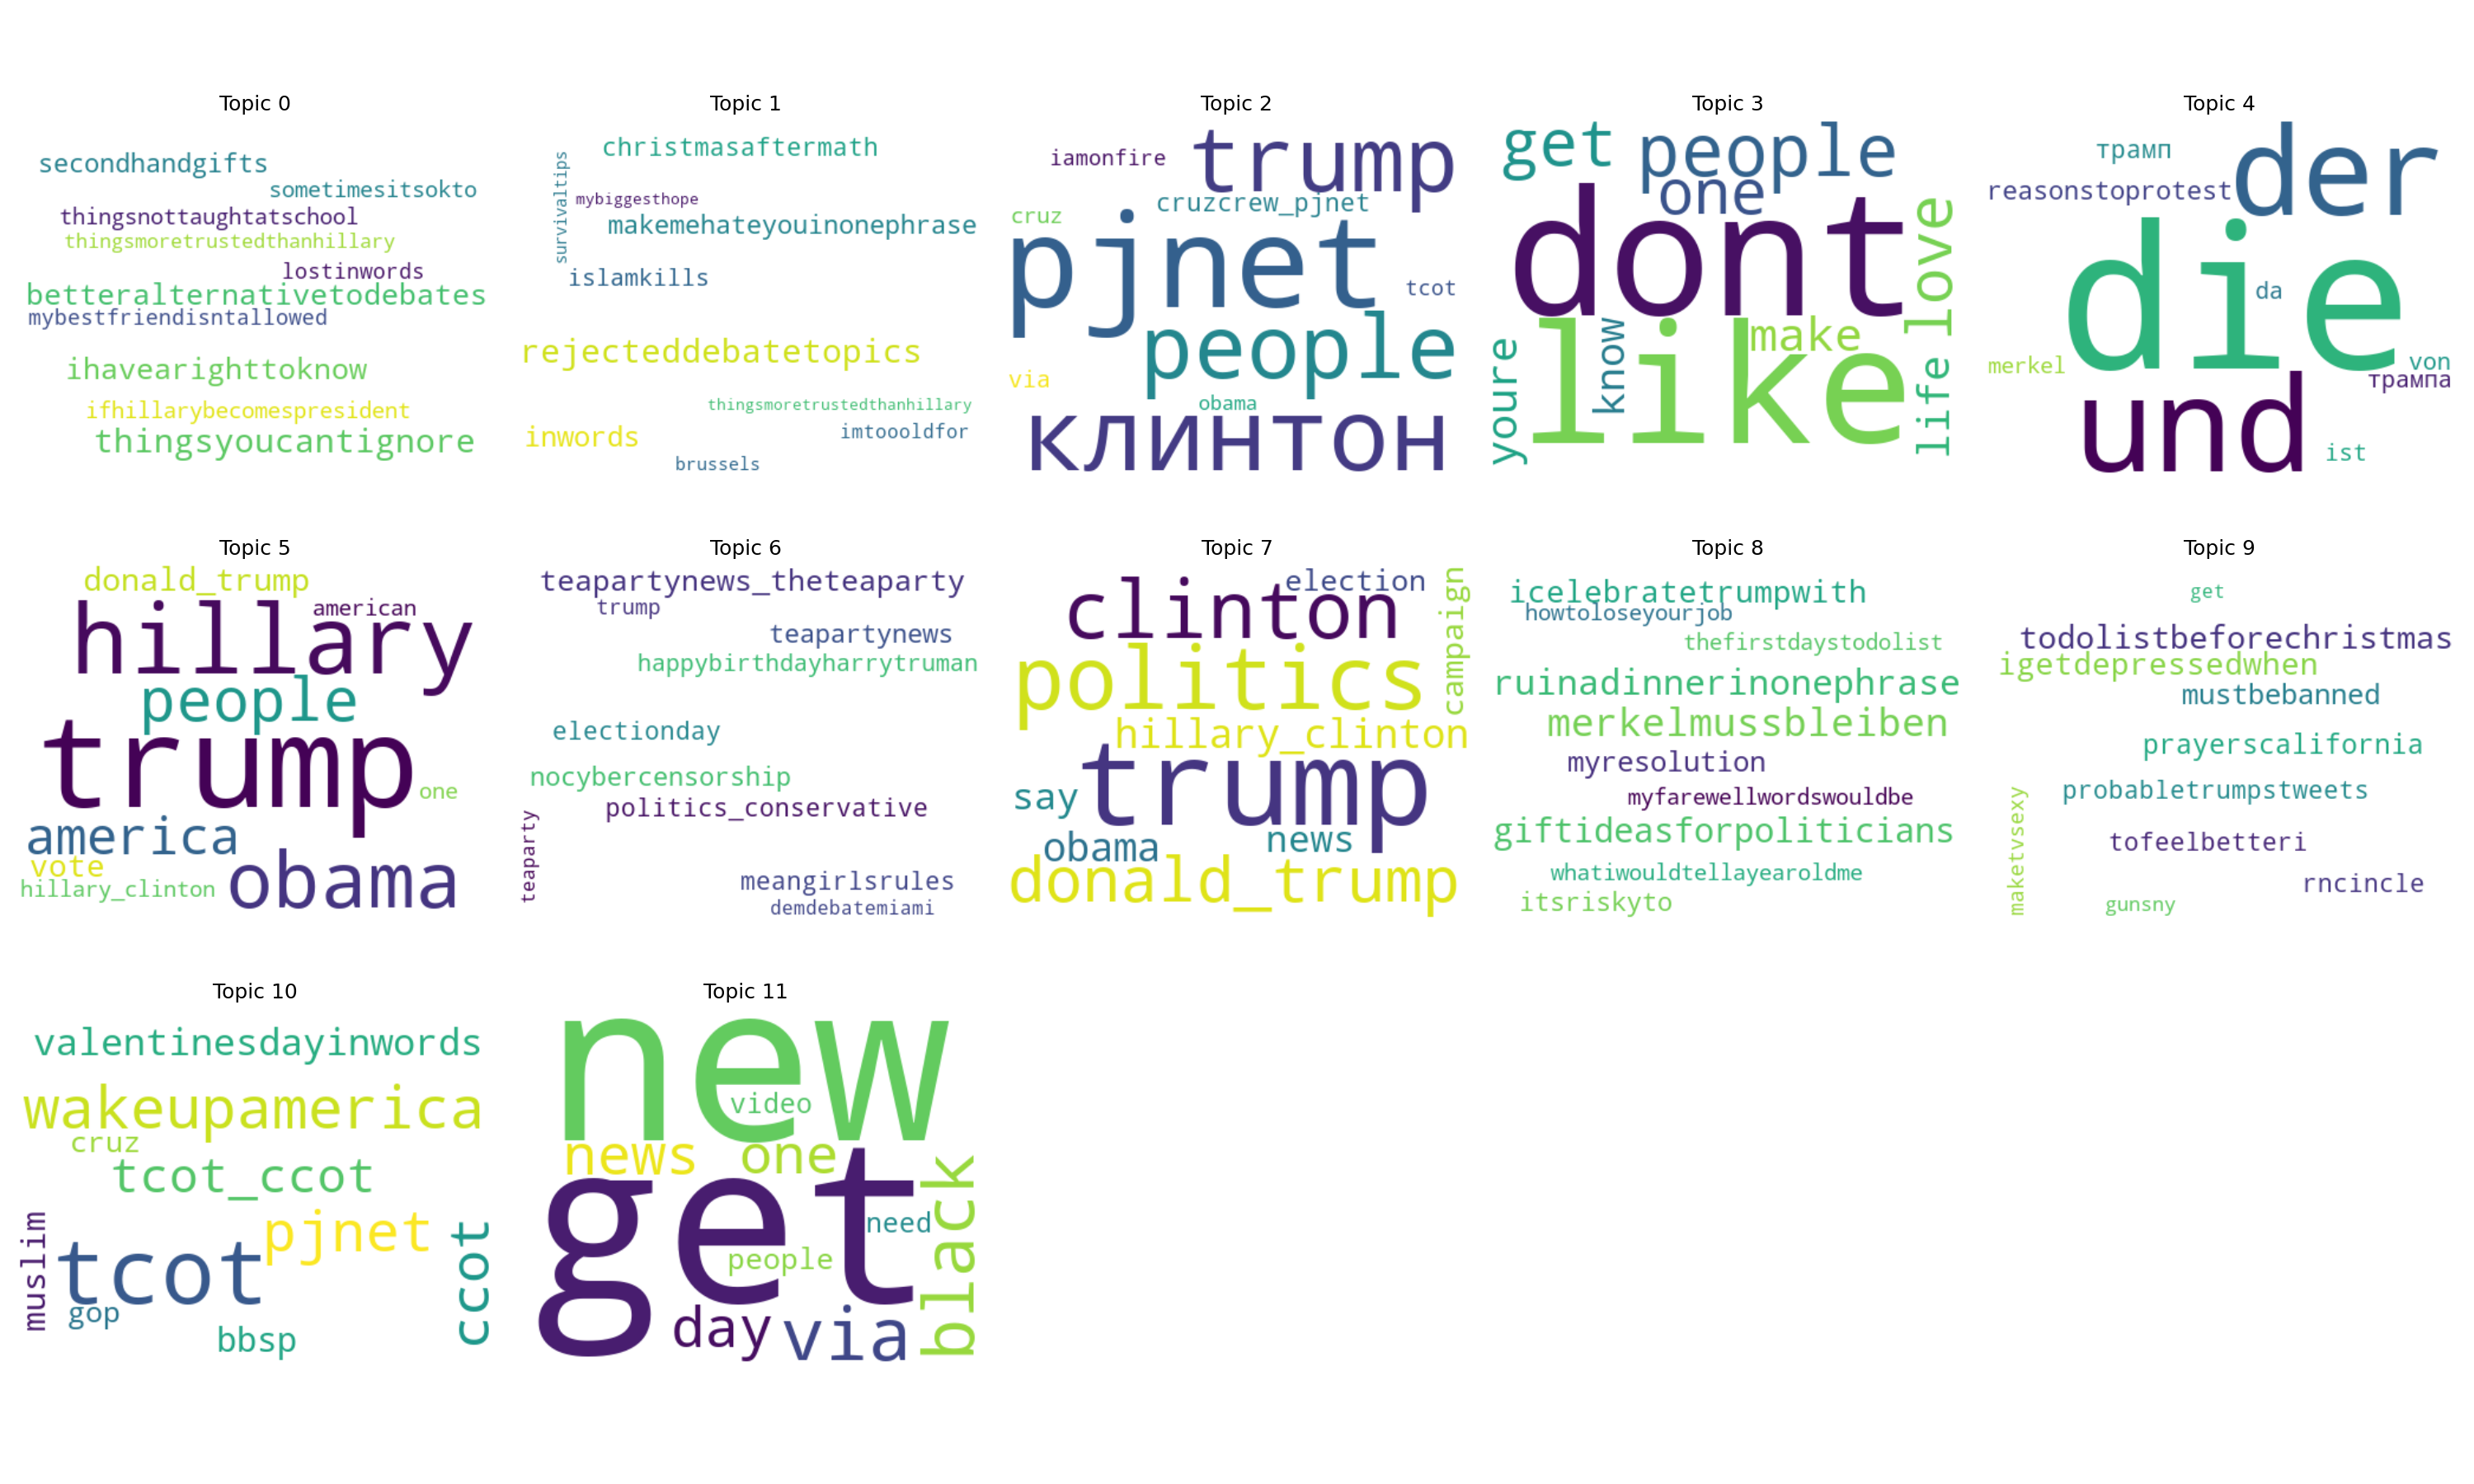 Topic 0
secondhandgifts
sometimesitsokto
thingsnottaughtatschool
thingsmoretrustedthanhillary
lostinwords
betteralternativetodebates
mybestfriendisntallowed
ihavearighttoknow
ifhillarybecomespresident
thingsyoucantignore
Topic 1
christmasaftermath
survivaltips
mybiggesthope
makemehateyouinonephrase
islamkills
rejecteddebatetopics
thingsmoretrustedthanhillary
inwords
imtoooldfor
brussels
Topic 2
iamonfire
trump
cruzcrew_pjnet
cruz
pjnet
tcot
people
via
obama
клинтон
Topic 3
get
people
one
dont
love
like
make
know
youre
life
Topic 4
трамп
der
reasonstoprotest
die
da
merkel
von
трампа
und
ist
Topic 5
donald_trump
american
hillary
people
trump
one
america
vote
obama
hillary_clinton
Topic 6
teapartynews_theteaparty
trump
teapartynews
happybirthdayharrytruman
electionday
nocybercensorship
politics_conservative
teaparty
meangirlsrules
demdebatemiami
Topic 7
election
clinton
campaign
politics
hillary_clinton
trump
say
obama
news
donald_trump
Topic 8
icelebratetrumpwith
howtoloseyourjob
thefirstdaystodolist
ruinadinnerinonephrase
merkelmussbleiben
myresolution
myfarewellwordswouldbe
giftideasforpoliticians
whatiwouldtellayearoldme
itsriskyto
Topic 9
get
todolistbeforechristmas
igetdepressedwhen
mustbebanned
prayerscalifornia
probabletrumpstweets
maketvsexy
tofeelbetteri
rncincle
gunsny
Topic 10
valentinesdayinwords
wakeupamerica
cruz
tcot_ccot
pjnet
muslim
tcot
ccot
gop
bbsp
Topic 11
new
video
news
one
get
black
need
people
day
via